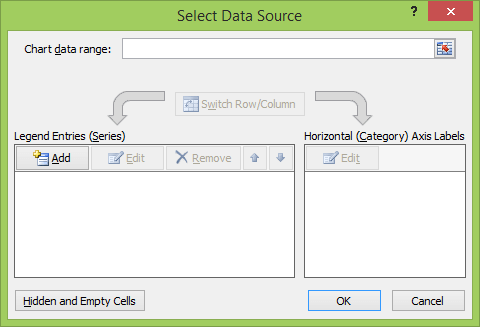 Select Data Source
?
Chart data range:
Switch Row/Column
Legend Entries (Series)
Horizontal (Category) Axis Labels
Add
Edit
Remove
Edit
Hidden and Empty Cells
OK
Cancel